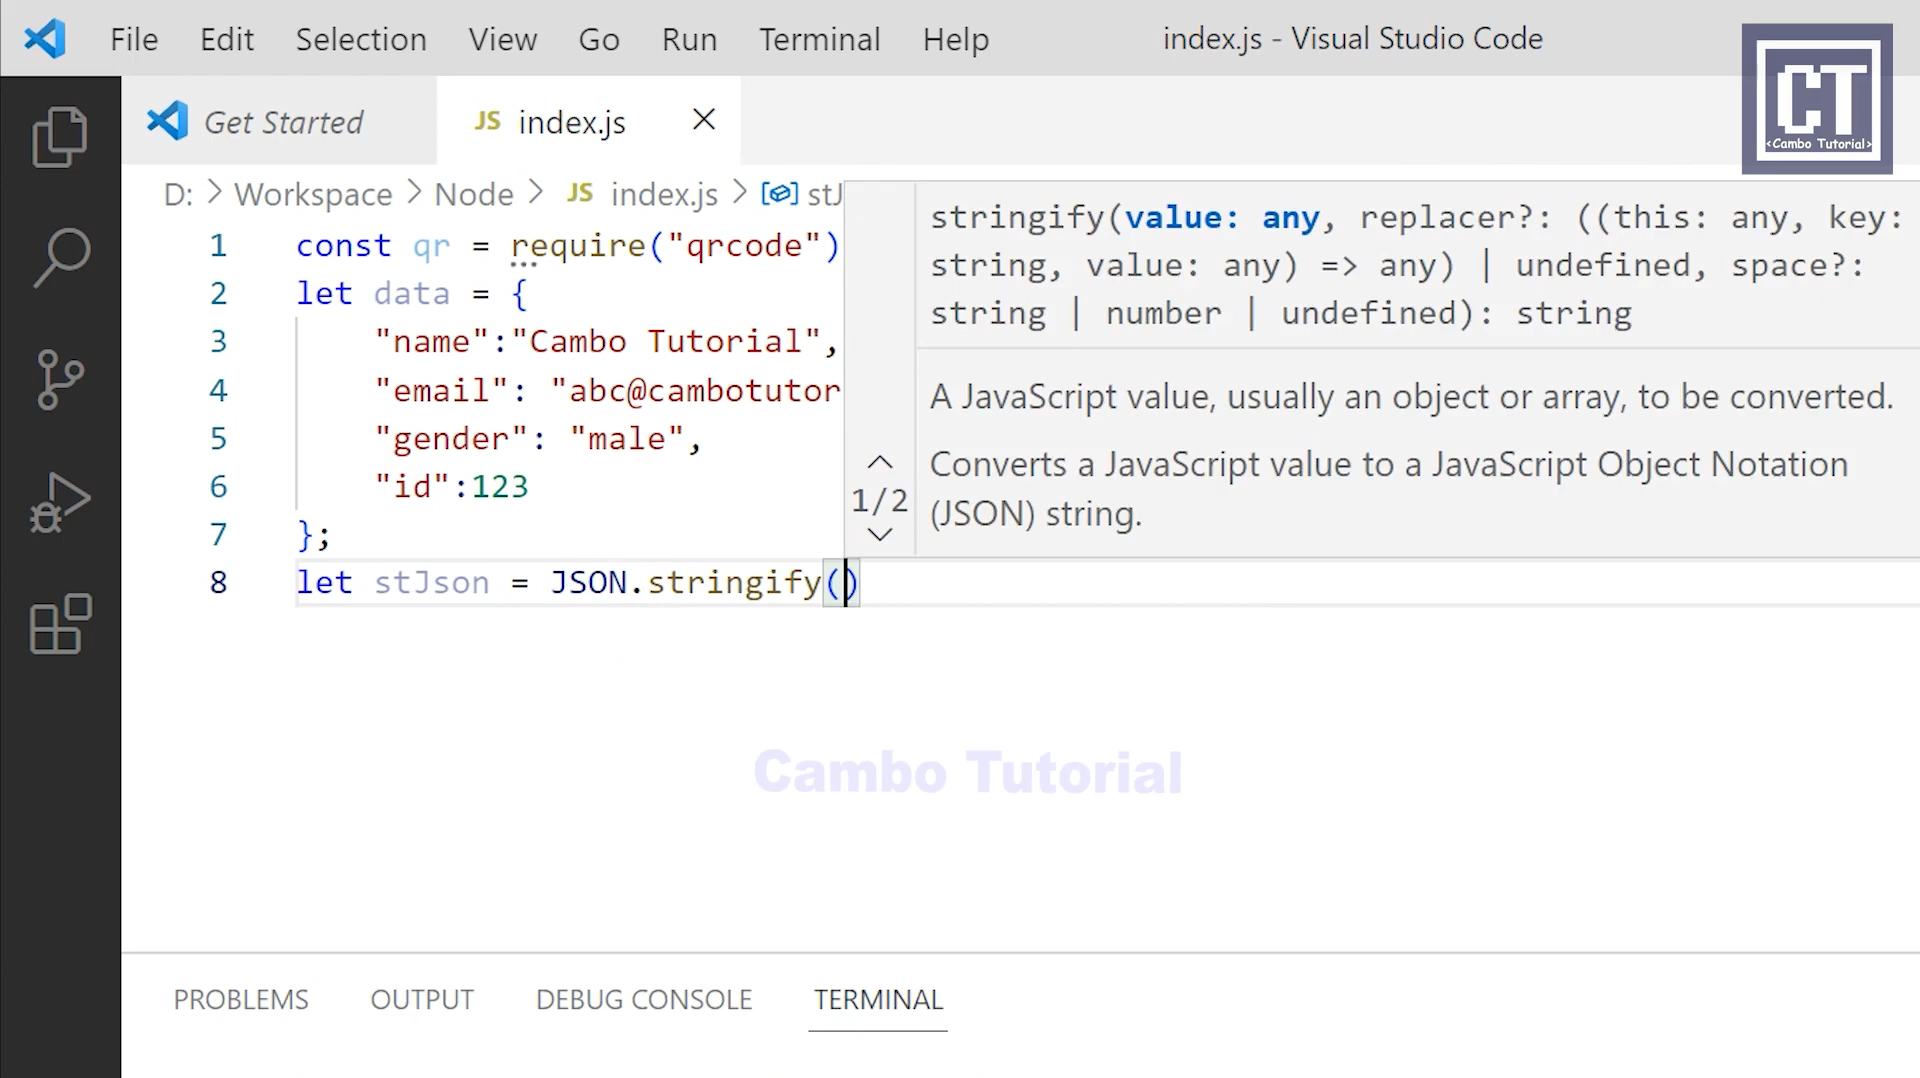 File Edit Selection View Go Run Terminal Help index.js - Visual Studio Code
CT
<Cambo Tutorial>
Get Started JS index.js
D: > Workspace > Node > JS index.js > stJ
1 const qr = require("qrcode")
2 let data = {
3 "name":"Cambo Tutorial",
4 "email": "abc@cambotutor
5 "gender": "male",
6 "id":123
7 };
8 let stJson = JSON.stringify()
stringify(value: any, replacer?: ((this: any, key:
string, value: any) => any) | undefined, space?:
string | number | undefined): string
A JavaScript value, usually an object or array, to be converted.
1/2
Converts a JavaScript value to a JavaScript Object Notation
(JSON) string.
Cambo Tutorial
PROBLEMS OUTPUT DEBUG CONSOLE TERMINAL